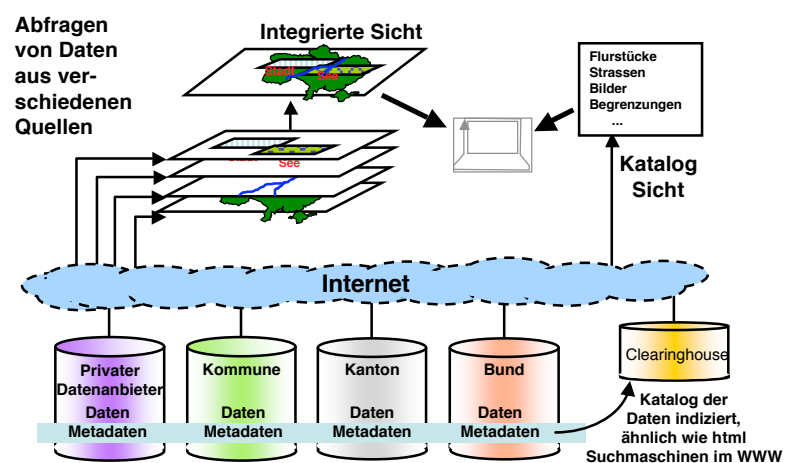 Abfragen
von Daten
aus ver-
schiedenen
Quellen
Integrierte Sicht
Stadt
See
Flurstücke
Strassen
Bilder
Begrenzungen
...
Katalog
Sicht
See
Internet
Privater
Datenanbieter
Daten
Metadaten
Kommune
Daten
Metadaten
Kanton
Daten
Metadaten
Bund
Daten
Metadaten
Clearinghouse
Katalog der
Daten indiziert,
ähnlich wie html
Suchmaschinen im WWW